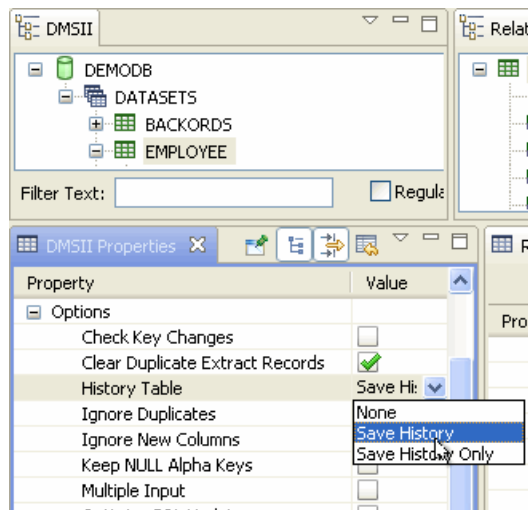 DMSII
Relat
DEMODB
DATASETS
BACKORDS
EMPLOYEE
Filter Text:
Regula
DMSII Properties
R
Property Value
Pro
Options
Check Key Changes
Clear Duplicate Extract Records
History Table Save His
Ignore Duplicates None
Save History
Ignore New Columns
Save History Only
Keep NULL Alpha Keys
Multiple Input